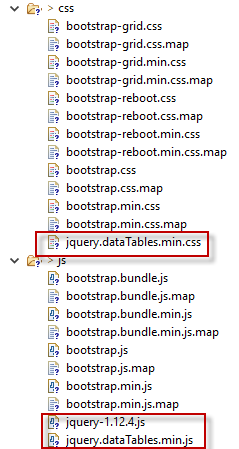 > css
bootstrap-grid.css
bootstrap-grid.css.map
bootstrap-grid.min.css
bootstrap-grid.min.css.map
bootstrap-reboot.css
bootstrap-reboot.css.map
bootstrap-reboot.min.css
bootstrap-reboot.min.css.map
bootstrap.css
bootstrap.css.map
bootstrap.min.css
bootstrap.min.css.map
jquery.dataTables.min.css
> js
bootstrap.bundle.js
bootstrap.bundle.js.map
bootstrap.bundle.min.js
bootstrap.bundle.min.js.map
bootstrap.js
bootstrap.js.map
bootstrap.min.js
bootstrap.min.js.map
jquery-1.12.4.js
jquery.dataTables.min.js